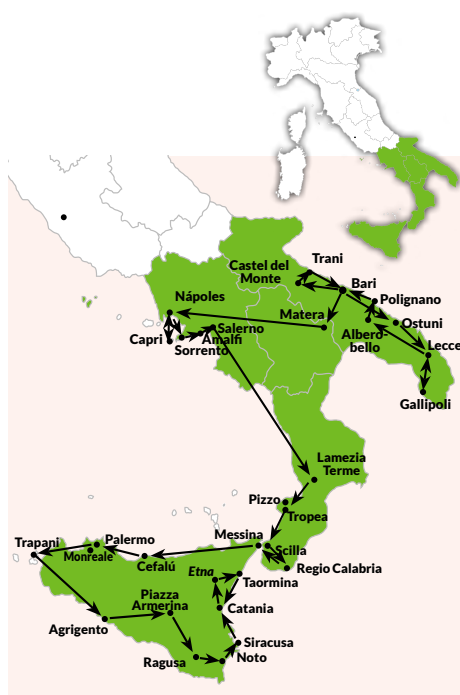 Trani
Castel del
Monte
Bari
Nápoles
Polignano
Matera
Ostuni
Salerno
Albero-
bello
Capri
Amalfi
Lecce
Sorrento
Gallipoli
Lamezia
Terme
Pizzo
Tropea
Messina
Trapani
Palermo
Scilla
Monreale
Cefalú
Regio Calabria
Etna
Taormina
Piazza
Armerina
Catania
Agrigento
Siracusa
Noto
Ragusa